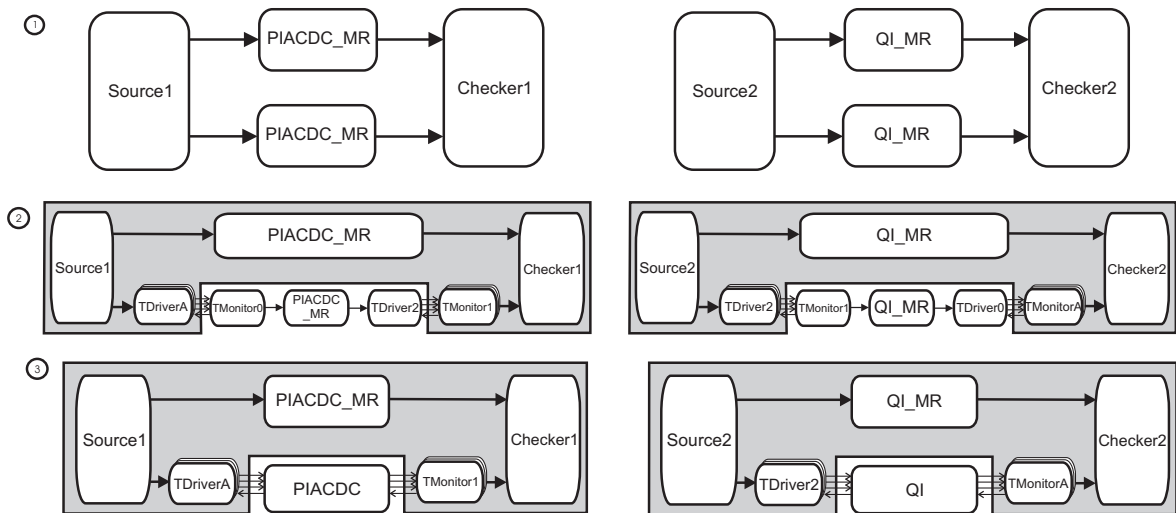 1
PIACDC_MR
QI_MR
Source1
Checker1
Source2
Checker2
PIACDC_MR
QI_MR
2
PIACDC_MR
QI_MR
Source1
Checker1
Source2
Checker2
TDriverA
TMonitor0
PIACDC
_MR
TDriver2
TMonitor1
TDriver2
TMonitor1
QI_MR
TDriver0
TMonitorA
3
PIACDC_MR
QI_MR
Source1
Checker1
Source2
Checker2
TDriverA
PIACDC
TMonitor1
TDriver2
QI
TMonitorA